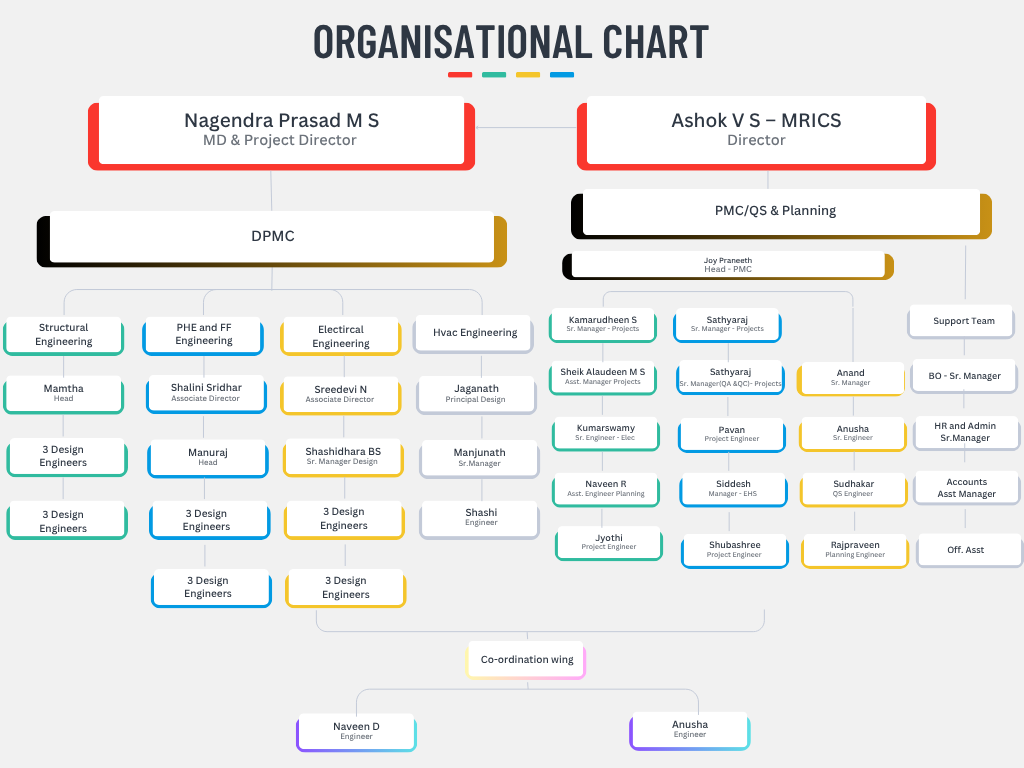 ORGANISATIONAL CHART
Nagendra Prasad M S
MD & Project Director
Ashok V S – MRICS
Director
DPMC
PMC/QS & Planning
Joy Praneeth
Head - PMC
Structural
Engineering
Mamtha
Head
3 Design
Engineers
3 Design
Engineers
PHE and FF
Engineering
Shalini Sridhar
Associate Director
Manuraj
Head
3 Design
Engineers
3 Design
Engineers
Electircal
Engineering
Sreedevi N
Associate Director
Shashidhara BS
Sr. Manager Design
3 Design
Engineers
3 Design
Engineers
Hvac Engineering
Jaganath
Principal Design
Manjunath
Sr.Manager
Shashi
Engineer
Kamarudheen S
Sr. Manager - Projects
Sheik Alaudeen M S
Asst. Manager Projects
Kumarswamy
Sr. Engineer - Elec
Naveen R
Asst. Engineer Planning
Jyothi
Project Engineer
Sathyaraj
Sr. Manager - Projects
Sathyaraj
Sr. Manager(QA &QC)- Projects
Pavan
Project Engineer
Siddesh
Manager - EHS
Shubashree
Project Engineer
Anand
Sr. Manager
Anusha
Sr. Engineer
Sudhakar
QS Engineer
Rajpraveen
Planning Engineer
Support Team
BO - Sr. Manager
HR and Admin
Sr.Manager
Accounts
Asst Manager
Off. Asst
Co-ordination wing
Naveen D
Engineer
Anusha
Engineer